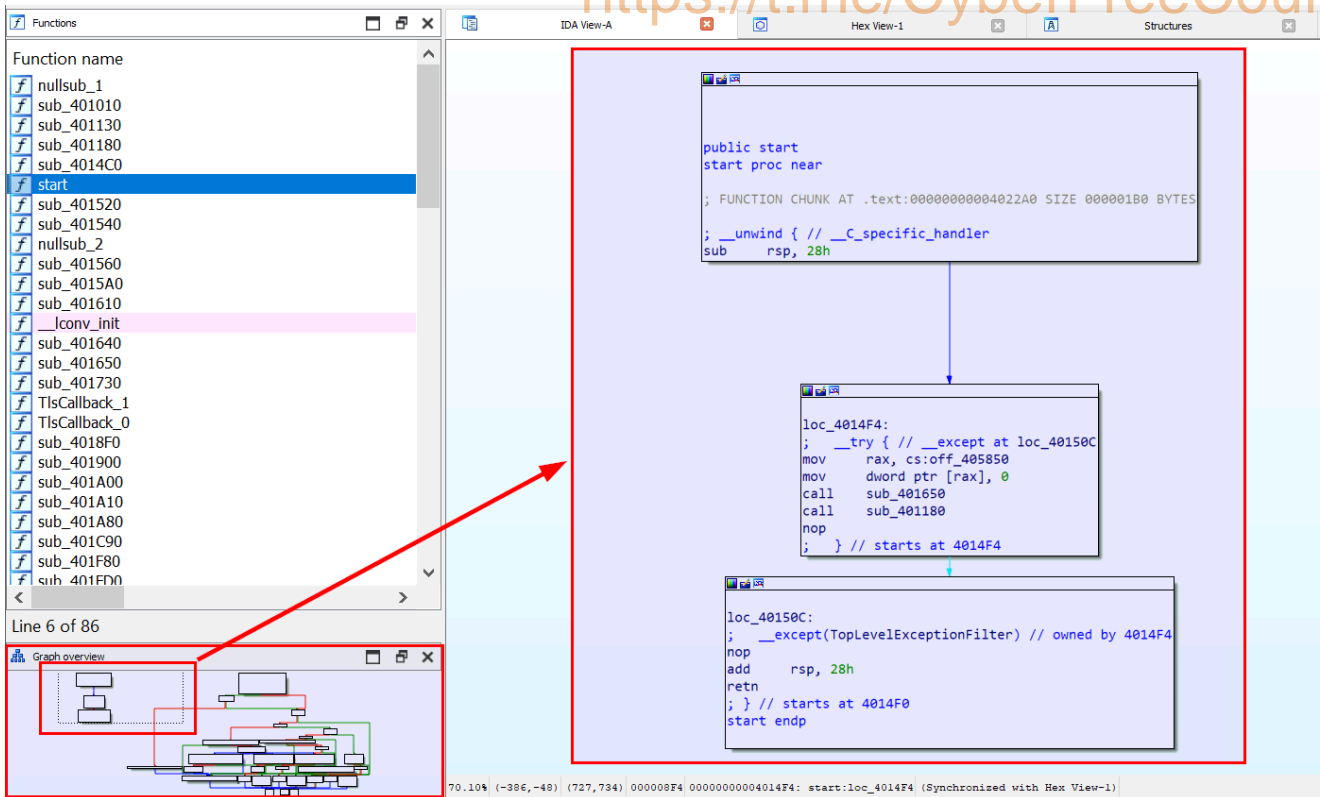 https://t.me/CyberFreeCour
Functions
Function name
f nullsub_1
f sub_401010
f sub_401130
f sub_401180
f sub_4014C0
f start
f sub_401520
f sub_401540
f nullsub_2
f sub_401560
f sub_4015A0
f sub_401610
f __lconv_init
f sub_401640
f sub_401650
f sub_401730
f TlsCallback_1
f TlsCallback_0
f sub_4018F0
f sub_401900
f sub_401A00
f sub_401A10
f sub_401A80
f sub_401C90
f sub_401F80
f sub_401FD0
Line 6 of 86
Graph overview
IDA View-A
Hex View-1
Structures
public start
start proc near
; FUNCTION CHUNK AT .text:00000000004022A0 SIZE 000001B0 BYTES
; __unwind { // __C_specific_handler
sub rsp, 28h
loc_4014F4:
; __try { // __except at loc_40150C
mov rax, cs:off_405850
mov dword ptr [rax], 0
call sub_401650
call sub_401180
nop
; } // starts at 4014F4
loc_40150C:
; __except(TopLevelExceptionFilter) // owned by 4014F4
nop
add rsp, 28h
retn
; } // starts at 4014F0
start endp
70.10% (-386,-48) (727,734) 000008F4 00000000004014F4: start:loc_4014F4 (Synchronized with Hex View-1)